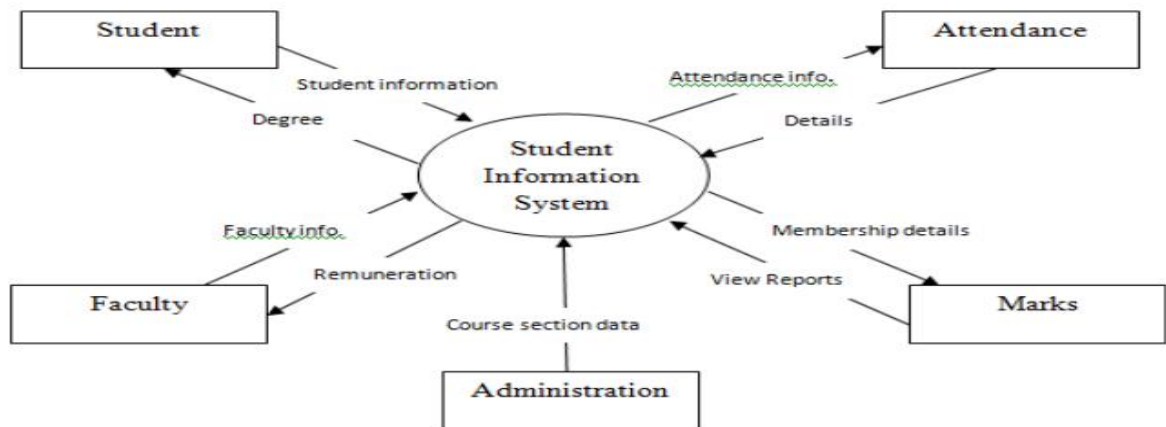 Student
Attendance
Student information
Attendance info.
Degree
Details
Student
Information
System
Faculty info.
Membership details
Remuneration
View Reports
Faculty
Marks
Course section data
Administration